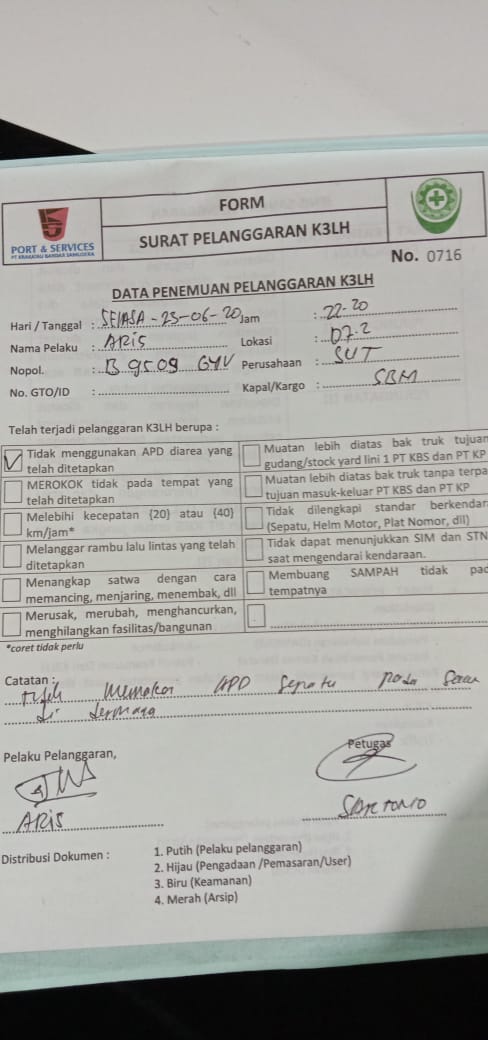 FORM
SURAT PELANGGARAN K3LH
PORT & SERVICES
PT KRAKATAU BANDAR SAMUDERA
No. 0716
DATA PENEMUAN PELANGGARAN K3LH
Hari / Tanggal : SELASA - 23-06-20 Jam : 22-20
Nama Pelaku : ARIS Lokasi : 07.2
Nopol. : B 9509 GYV Perusahaan : SUT
No. GTO/ID : Kapal/Kargo : SBM
Telah terjadi pelanggaran K3LH berupa :
Tidak menggunakan APD diarea yang telah ditetapkan
Muatan lebih diatas bak truk tujuan gudang/stock yard lini 1 PT KBS dan PT KP
MEROKOK tidak pada tempat yang telah ditetapkan
Muatan lebih diatas bak truk tanpa terpa tujuan masuk-keluar PT KBS dan PT KP
Melebihi kecepatan {20} atau {40} km/jam*
Tidak dilengkapi standar berkendara (Sepatu, Helm Motor, Plat Nomor, dll)
Melanggar rambu lalu lintas yang telah ditetapkan
Tidak dapat menunjukkan SIM dan STN saat mengendarai kendaraan.
Menangkap satwa dengan cara memancing, menjaring, menembak, dll
Membuang SAMPAH tidak pad tempatnya
Merusak, merubah, menghancurkan, menghilangkan fasilitas/bangunan
*coret tidak perlu
Catatan :
Memakai APD Sepatu pada
di dermaga
Pelaku Pelanggaran,
Petugas
ARIS
Distribusi Dokumen :
1. Putih (Pelaku pelanggaran)
2. Hijau (Pengadaan /Pemasaran/User)
3. Biru (Keamanan)
4. Merah (Arsip)